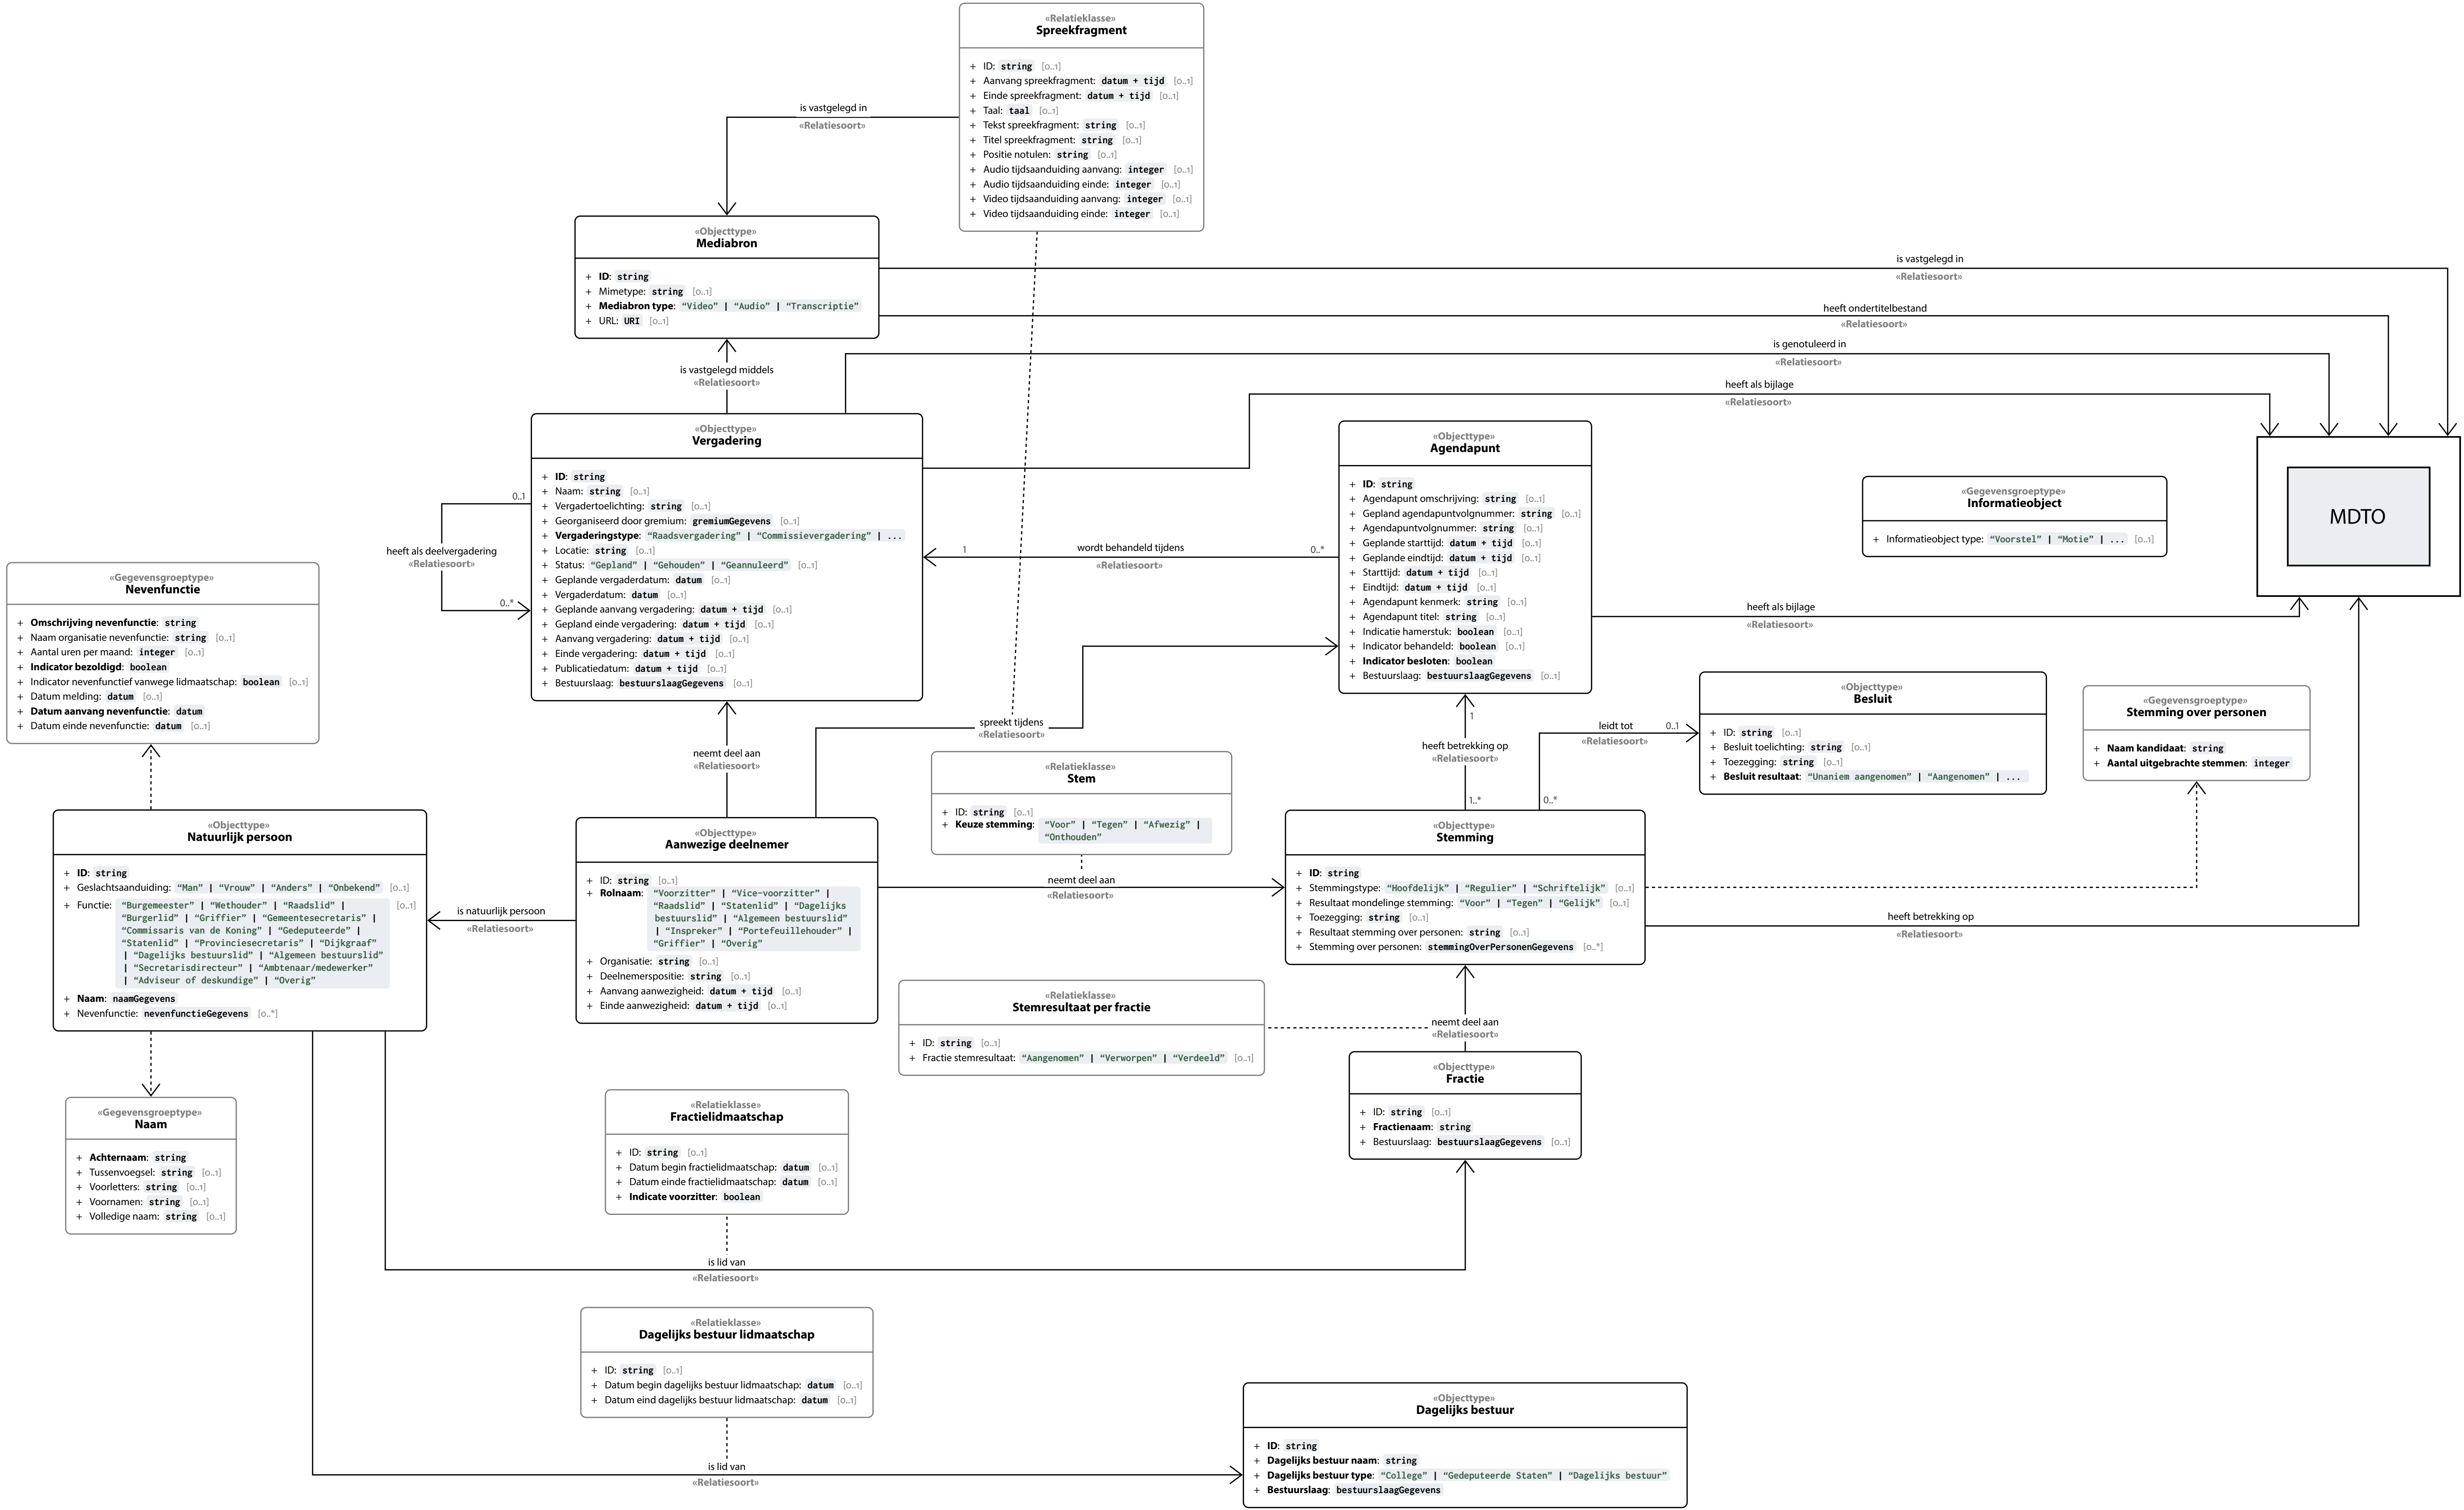 «Relatieklasse»
Spreekfragment
+ ID: string [0..1]
+ Aanvang spreekfragment: datum + tijd [0..1]
+ Einde spreekfragment: datum + tijd [0..1]
+ Taal: taal [0..1]
+ Tekst spreekfragment: string [0..1]
+ Titel spreekfragment: string [0..1]
+ Positie notulen: string [0..1]
+ Audio tijdsaanduiding aanvang: integer [0..1]
+ Audio tijdsaanduiding einde: integer [0..1]
+ Video tijdsaanduiding aanvang: integer [0..1]
+ Video tijdsaanduiding einde: integer [0..1]
is vastgelegd in
«Relatiesoort»
«Objecttype»
Mediabron
+ ID: string
+ Mimetype: string [0..1]
+ Mediabron type: “Video” | “Audio” | “Transcriptie”
+ URL: URI [0..1]
is vastgelegd in
«Relatiesoort»
heeft ondertitelbestand
«Relatiesoort»
is genotuleerd in
«Relatiesoort»
heeft als bijlage
«Relatiesoort»
is vastgelegd middels
«Relatiesoort»
«Objecttype»
Vergadering
+ ID: string
+ Naam: string [0..1]
+ Vergadertoelichting: string [0..1]
+ Georganiseerd door gremium: gremiumGegevens [0..1]
+ Vergaderingstype: “Raadsvergadering” | “Commissievergadering” | ...
+ Locatie: string [0..1]
+ Status: “Gepland” | “Gehouden” | “Geannuleerd” [0..1]
+ Geplande vergaderdatum: datum [0..1]
+ Vergaderdatum: datum [0..1]
+ Geplande aanvang vergadering: datum + tijd [0..1]
+ Gepland einde vergadering: datum + tijd [0..1]
+ Aanvang vergadering: datum + tijd [0..1]
+ Einde vergadering: datum + tijd [0..1]
+ Publicatiedatum: datum + tijd [0..1]
+ Bestuurslaag: bestuurslaagGegevens [0..1]
0..1
heeft als deelvergadering
«Relatiesoort»
0..*
1
wordt behandeld tijdens
«Relatiesoort»
0..*
«Objecttype»
Agendapunt
+ ID: string
+ Agendapunt omschrijving: string [0..1]
+ Gepland agendapuntvolgnummer: string [0..1]
+ Agendapuntvolgnummer: string [0..1]
+ Geplande starttijd: datum + tijd [0..1]
+ Geplande eindtijd: datum + tijd [0..1]
+ Starttijd: datum + tijd [0..1]
+ Eindtijd: datum + tijd [0..1]
+ Agendapunt kenmerk: string [0..1]
+ Agendapunt titel: string [0..1]
+ Indicatie hamerstuk: boolean [0..1]
+ Indicator behandeld: boolean [0..1]
+ Indicator besloten: boolean
+ Bestuurslaag: bestuurslaagGegevens [0..1]
«Gegevensgroeptype»
Informatieobject
+ Informatieobject type: “Voorstel” | “Motie” | ... [0..1]
MDTO
heeft als bijlage
«Relatiesoort»
«Gegevensgroeptype»
Nevenfunctie
+ Omschrijving nevenfunctie: string
+ Naam organisatie nevenfunctie: string [0..1]
+ Aantal uren per maand: integer [0..1]
+ Indicator bezoldigd: boolean
+ Indicator nevenfunctief vanwege lidmaatschap: boolean [0..1]
+ Datum melding: datum [0..1]
+ Datum aanvang nevenfunctie: datum
+ Datum einde nevenfunctie: datum [0..1]
neemt deel aan
«Relatiesoort»
spreekt tijdens
«Relatiesoort»
1
heeft betrekking op
«Relatiesoort»
1..*
leidt tot
«Relatiesoort»
0..1
0..*
«Objecttype»
Besluit
+ ID: string [0..1]
+ Besluit toelichting: string [0..1]
+ Toezegging: string [0..1]
+ Besluit resultaat: “Unaniem aangenomen” | “Aangenomen” | ...
«Gegevensgroeptype»
Stemming over personen
+ Naam kandidaat: string
+ Aantal uitgebrachte stemmen: integer
«Relatieklasse»
Stem
+ ID: string [0..1]
+ Keuze stemming: “Voor” | “Tegen” | “Afwezig” |
“Onthouden”
«Objecttype»
Natuurlijk persoon
+ ID: string
+ Geslachtsaanduiding: “Man” | “Vrouw” | “Anders” | “Onbekend” [0..1]
+ Functie: “Burgemeester” | “Wethouder” | “Raadslid” | [0..1]
“Burgerlid” | “Griffier” | “Gemeentesecretaris” |
“Commissaris van de Koning” | “Gedeputeerde” |
“Statenlid” | “Provinciesecretaris” | “Dijkgraaf”
| “Dagelijks bestuurslid” | “Algemeen bestuurslid”
| “Secretarisdirecteur” | “Ambtenaar/medewerker”
| “Adviseur of deskundige” | “Overig”
+ Naam: naamGegevens
+ Nevenfunctie: nevenfunctieGegevens [0..*]
is natuurlijk persoon
«Relatiesoort»
«Objecttype»
Aanwezige deelnemer
+ ID: string [0..1]
+ Rolnaam: “Voorzitter” | “Vice-voorzitter” |
“Raadslid” | “Statenlid” | “Dagelijks
bestuurslid” | “Algemeen bestuurslid”
| “Inspreker” | “Portefeuillehouder” |
“Griffier” | “Overig”
+ Organisatie: string [0..1]
+ Deelnemerspositie: string [0..1]
+ Aanvang aanwezigheid: datum + tijd [0..1]
+ Einde aanwezigheid: datum + tijd [0..1]
neemt deel aan
«Relatiesoort»
«Objecttype»
Stemming
+ ID: string
+ Stemmingstype: “Hoofdelijk” | “Regulier” | “Schriftelijk” [0..1]
+ Resultaat mondelinge stemming: “Voor” | “Tegen” | “Gelijk” [0..1]
+ Toezegging: string [0..1]
+ Resultaat stemming over personen: string [0..1]
+ Stemming over personen: stemmingOverPersonenGegevens [0..*]
heeft betrekking op
«Relatiesoort»
«Relatieklasse»
Stemresultaat per fractie
+ ID: string [0..1]
+ Fractie stemresultaat: “Aangenomen” | “Verworpen” | “Verdeeld” [0..1]
neemt deel aan
«Relatiesoort»
«Objecttype»
Fractie
+ ID: string [0..1]
+ Fractienaam: string
+ Bestuurslaag: bestuurslaagGegevens [0..1]
«Gegevensgroeptype»
Naam
+ Achternaam: string
+ Tussenvoegsel: string [0..1]
+ Voorletters: string [0..1]
+ Voornamen: string [0..1]
+ Volledige naam: string [0..1]
«Relatieklasse»
Fractielidmaatschap
+ ID: string [0..1]
+ Datum begin fractielidmaatschap: datum [0..1]
+ Datum einde fractielidmaatschap: datum [0..1]
+ Indicate voorzitter: boolean
is lid van
«Relatiesoort»
«Relatieklasse»
Dagelijks bestuur lidmaatschap
+ ID: string [0..1]
+ Datum begin dagelijks bestuur lidmaatschap: datum [0..1]
+ Datum eind dagelijks bestuur lidmaatschap: datum [0..1]
is lid van
«Relatiesoort»
«Objecttype»
Dagelijks bestuur
+ ID: string
+ Dagelijks bestuur naam: string
+ Dagelijks bestuur type: “College” | “Gedeputeerde Staten” | “Dagelijks bestuur”
+ Bestuurslaag: bestuurslaagGegevens